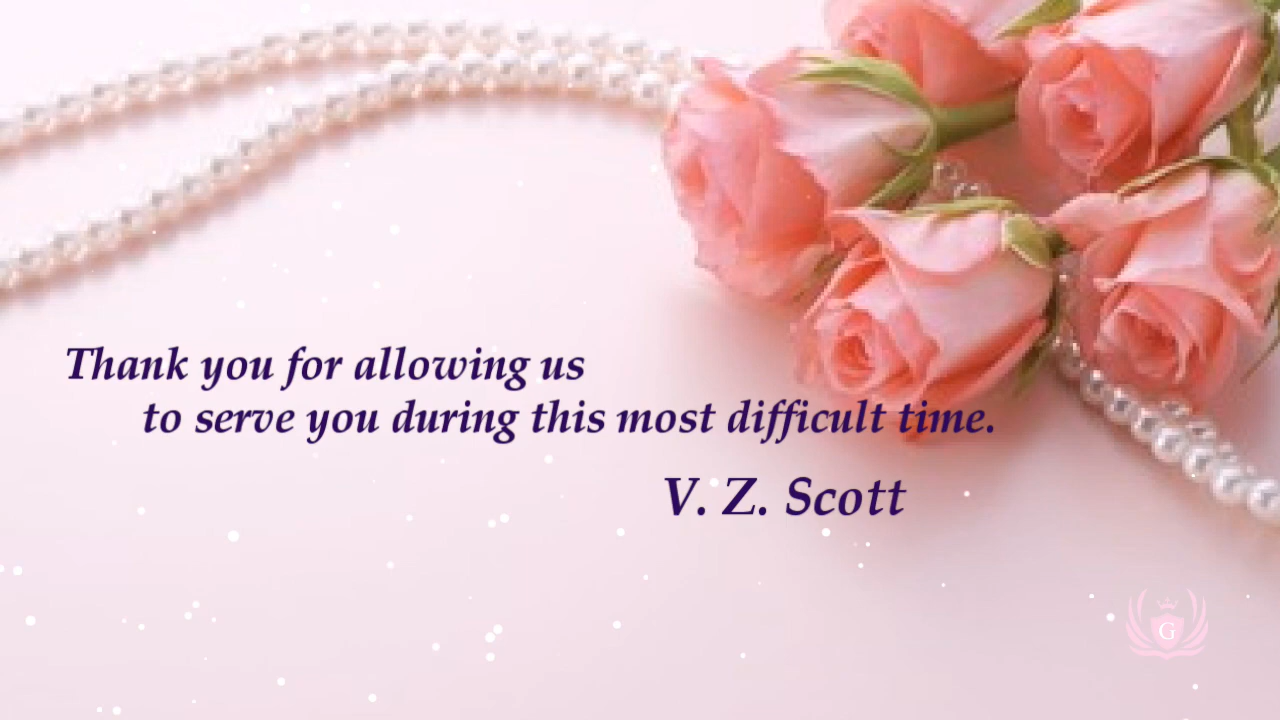 Thank you for allowing us
to serve you during this most difficult time.
V. Z. Scott
G